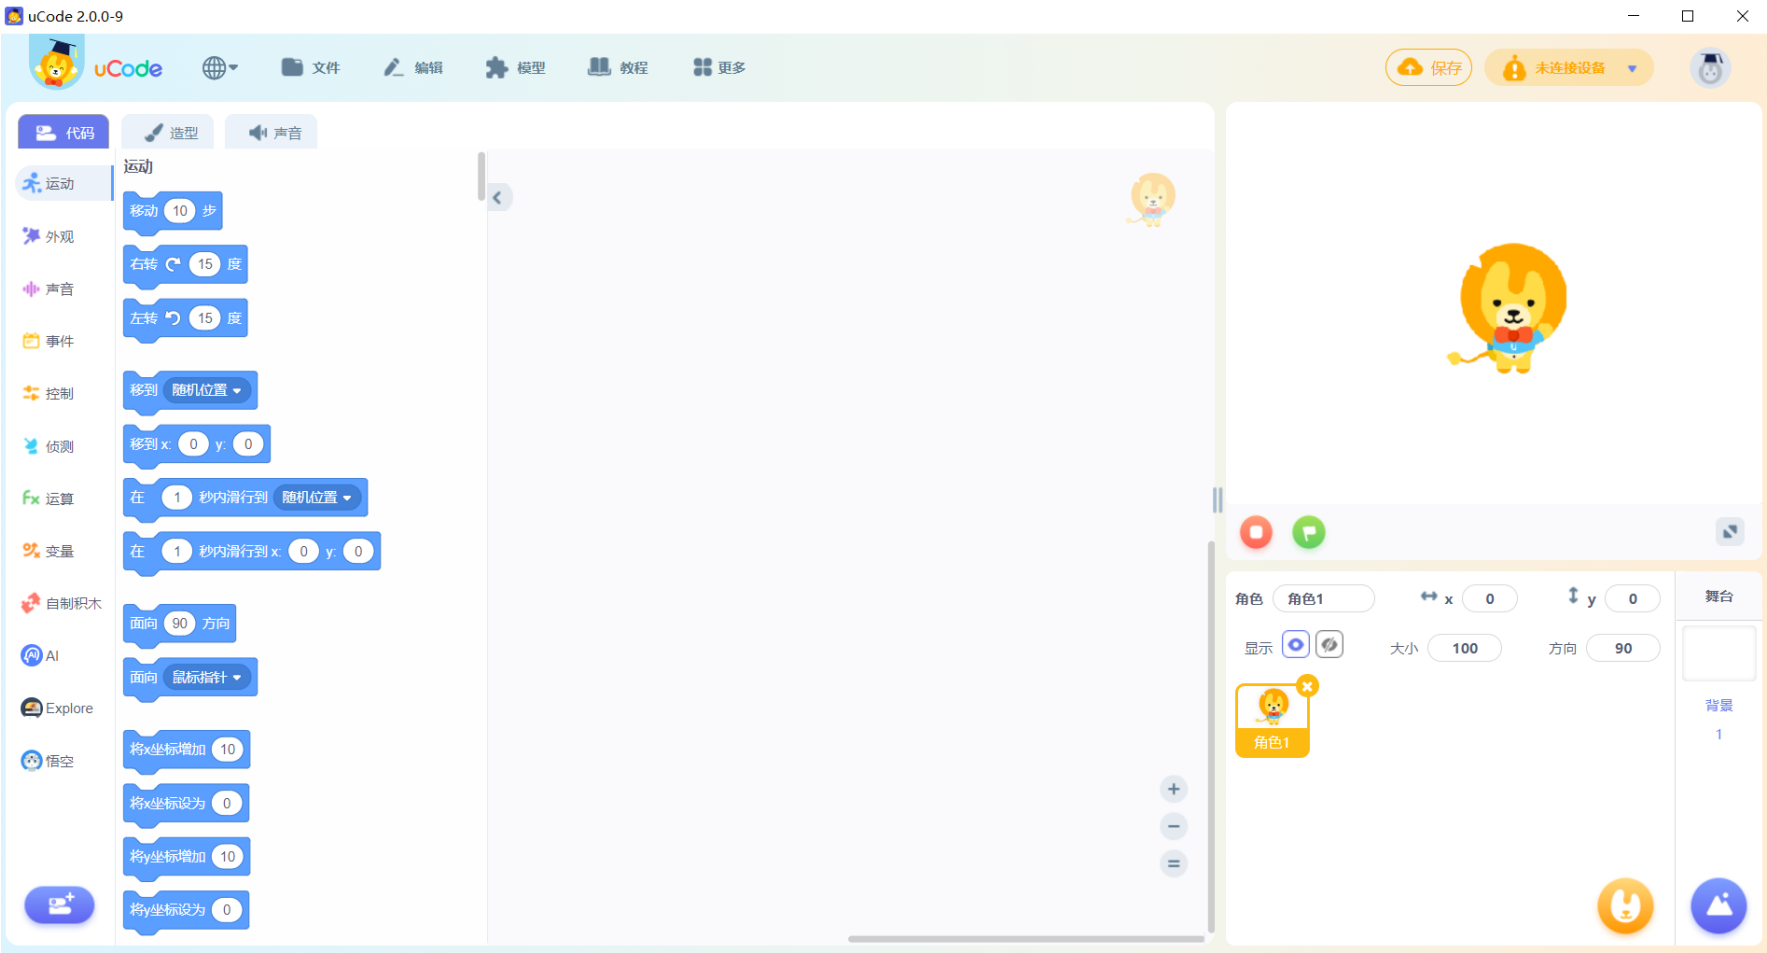 uCode 2.0.0-9
uCode
文件
编辑
模型
教程
更多
保存
未连接设备
代码
造型
声音
运动
外观
声音
事件
控制
侦测
运算
变量
自制积木
AI
Explore
悟空
运动
移动 10 步
右转 15 度
左转 15 度
移到 随机位置
移到 x: 0 y: 0
在 1 秒内滑行到 随机位置
在 1 秒内滑行到 x: 0 y: 0
面向 90 方向
面向 鼠标指针
将x坐标增加 10
将x坐标设为 0
将y坐标增加 10
将y坐标设为 0
角色 角色1 x 0 y 0
显示 大小 100 方向 90
角色1
舞台
背景
1